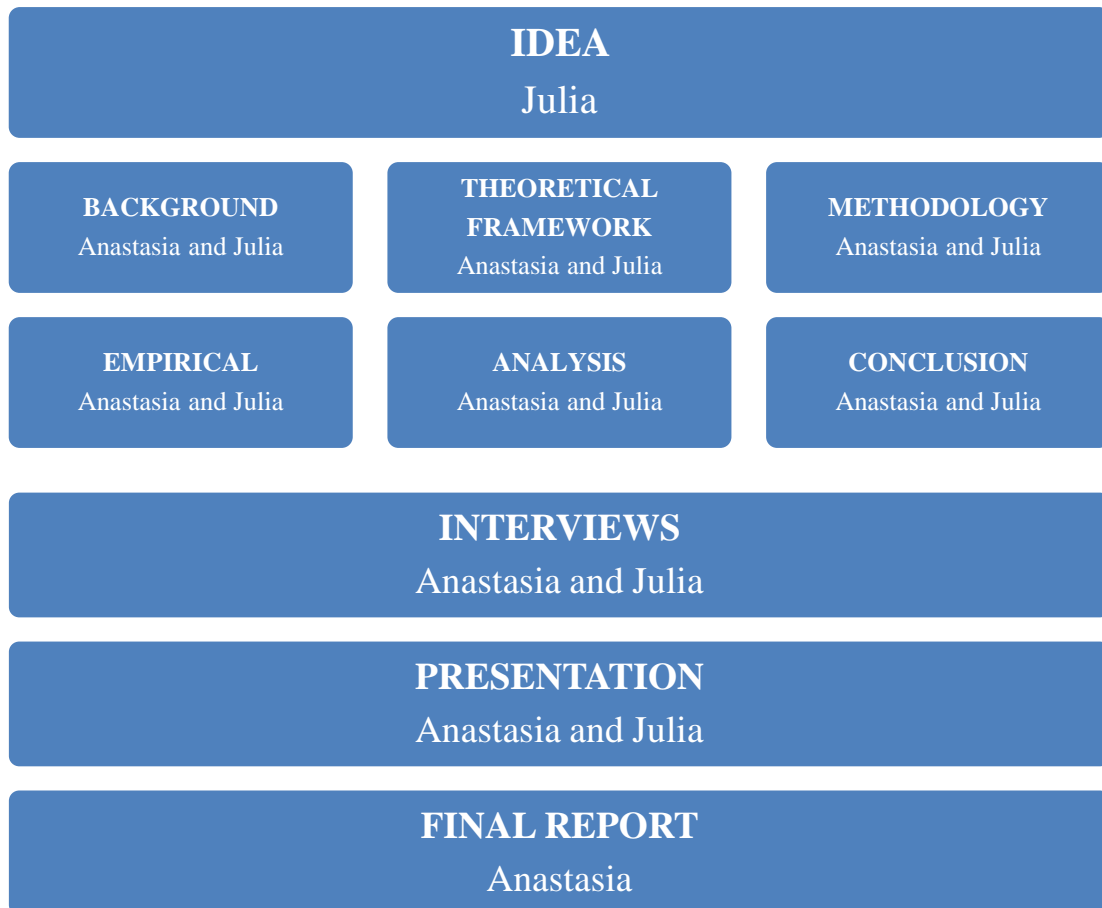 IDEA
Julia
BACKGROUND
Anastasia and Julia
THEORETICAL
FRAMEWORK
Anastasia and Julia
METHODOLOGY
Anastasia and Julia
EMPIRICAL
Anastasia and Julia
ANALYSIS
Anastasia and Julia
CONCLUSION
Anastasia and Julia
INTERVIEWS
Anastasia and Julia
PRESENTATION
Anastasia and Julia
FINAL REPORT
Anastasia